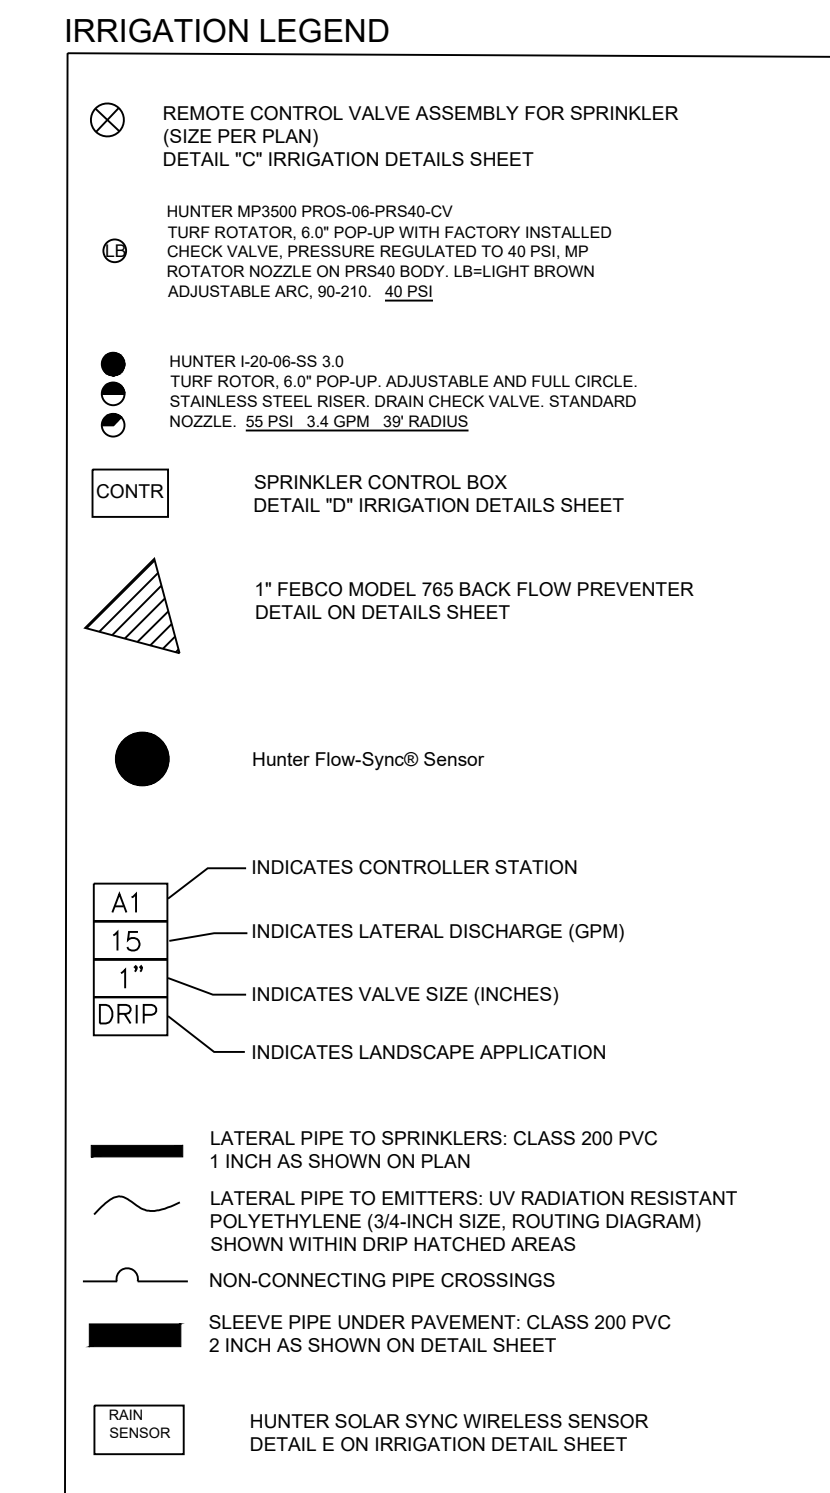 IRRIGATION LEGEND
REMOTE CONTROL VALVE ASSEMBLY FOR SPRINKLER
(SIZE PER PLAN)
DETAIL "C" IRRIGATION DETAILS SHEET
LB
HUNTER MP3500 PROS-06-PRS40-CV
TURF ROTATOR, 6.0" POP-UP WITH FACTORY INSTALLED
CHECK VALVE, PRESSURE REGULATED TO 40 PSI, MP
ROTATOR NOZZLE ON PRS40 BODY. LB=LIGHT BROWN
ADJUSTABLE ARC, 90-210. 40 PSI
HUNTER I-20-06-SS 3.0
TURF ROTOR, 6.0" POP-UP. ADJUSTABLE AND FULL CIRCLE.
STAINLESS STEEL RISER. DRAIN CHECK VALVE. STANDARD
NOZZLE. 55 PSI 3.4 GPM 39' RADIUS
CONTR
SPRINKLER CONTROL BOX
DETAIL "D" IRRIGATION DETAILS SHEET
1" FEBCO MODEL 765 BACK FLOW PREVENTER
DETAIL ON DETAILS SHEET
Hunter Flow-Sync® Sensor
A1
INDICATES CONTROLLER STATION
15
INDICATES LATERAL DISCHARGE (GPM)
1"
INDICATES VALVE SIZE (INCHES)
DRIP
INDICATES LANDSCAPE APPLICATION
LATERAL PIPE TO SPRINKLERS: CLASS 200 PVC
1 INCH AS SHOWN ON PLAN
LATERAL PIPE TO EMITTERS: UV RADIATION RESISTANT
POLYETHYLENE (3/4-INCH SIZE, ROUTING DIAGRAM)
SHOWN WITHIN DRIP HATCHED AREAS
NON-CONNECTING PIPE CROSSINGS
SLEEVE PIPE UNDER PAVEMENT: CLASS 200 PVC
2 INCH AS SHOWN ON DETAIL SHEET
RAIN
SENSOR
HUNTER SOLAR SYNC WIRELESS SENSOR
DETAIL E ON IRRIGATION DETAIL SHEET